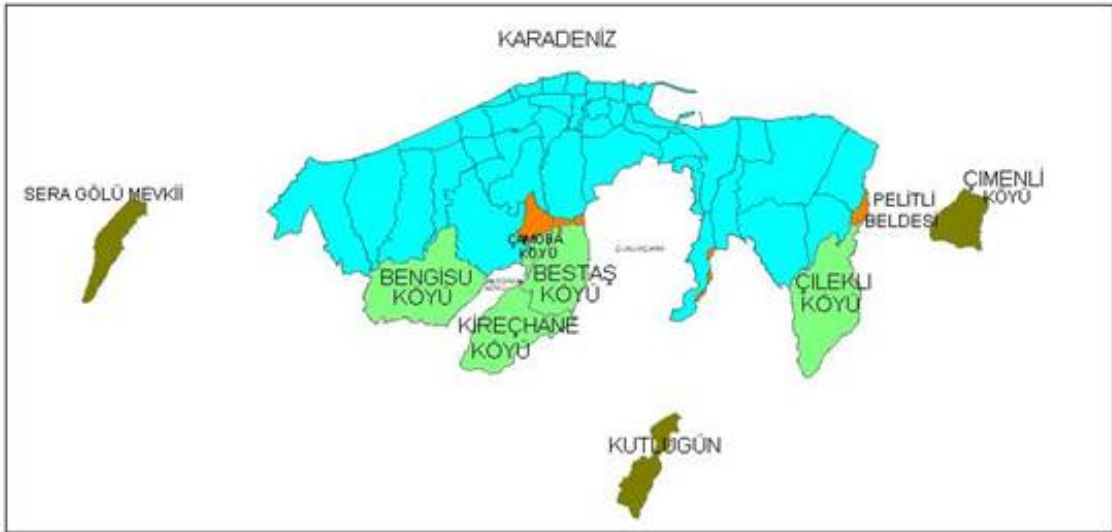 KARADENİZ
SERA GÖLÜ MEVKİİ
ÇİMENLİ
KÖYÜ
PELİTLİ
BELDESİ
ÇAMOBA
KÖYÜ
BENGİSU
KÖYÜ
BEŞTAŞ
KÖYÜ
ÇİLEKLİ
KÖYÜ
KİREÇHANE
KÖYÜ
KUTLUGÜN